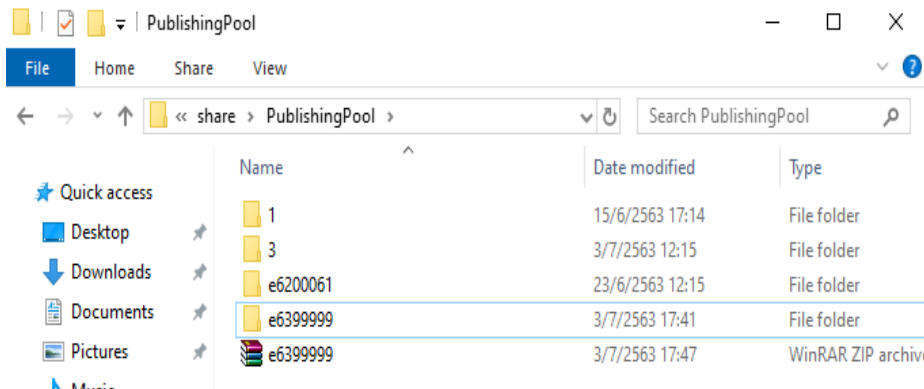 PublishingPool
File Home Share View
« share > PublishingPool > Search PublishingPool
Name Date modified Type
Quick access
1 15/6/2563 17:14 File folder
Desktop
3 3/7/2563 12:15 File folder
Downloads
e6200061 23/6/2563 12:15 File folder
Documents
e6399999 3/7/2563 17:41 File folder
Pictures
e6399999 3/7/2563 17:47 WinRAR ZIP archive